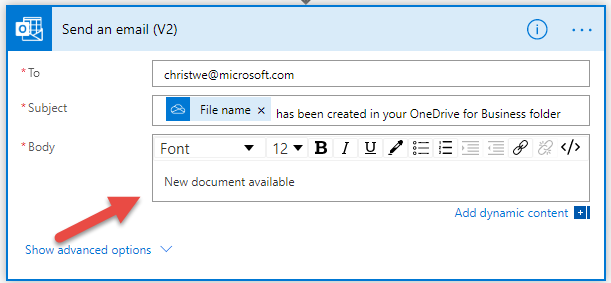 Send an email (V2)
* To
christwe@microsoft.com
* Subject
File name × has been created in your OneDrive for Business folder
* Body
Font 12 B I U </>
New document available
Add dynamic content
Show advanced options